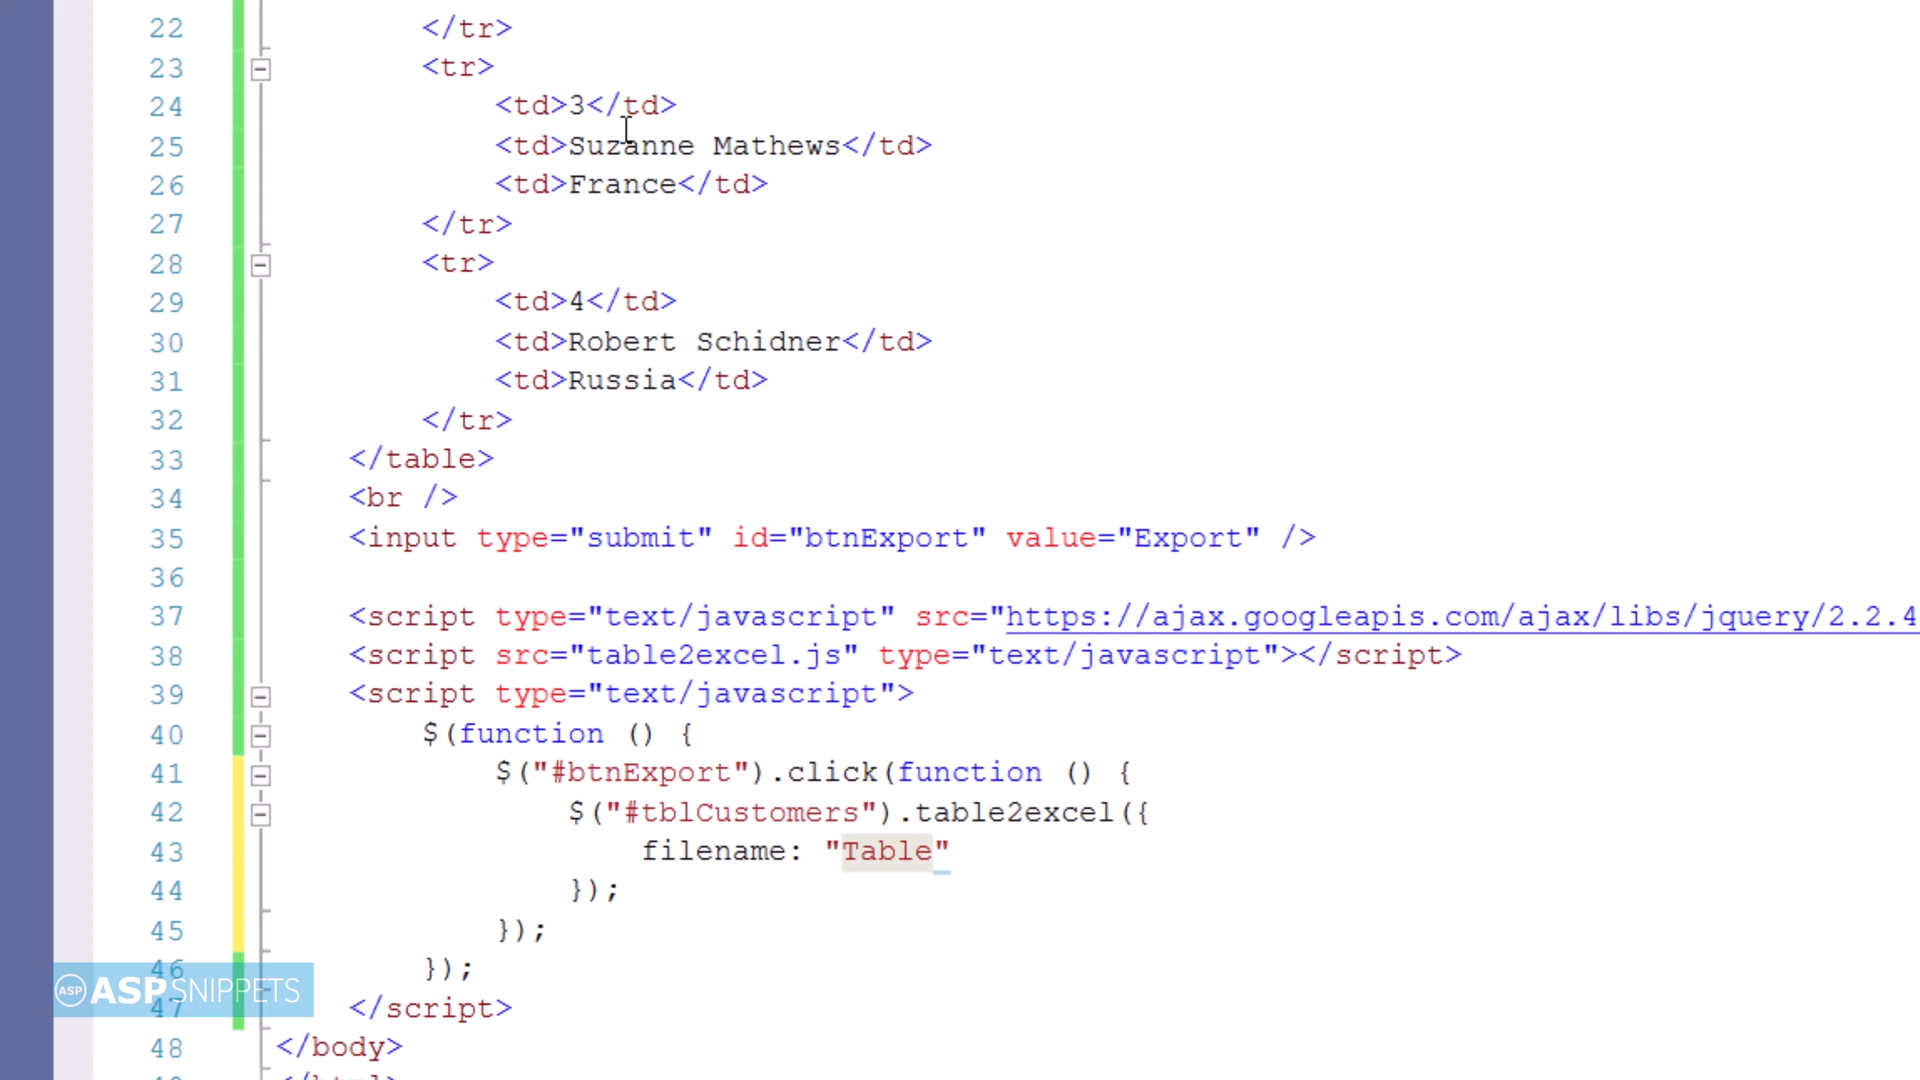 22 </tr>
23 <tr>
24 <td>3</td>
25 <td>Suzanne Mathews</td>
26 <td>France</td>
27 </tr>
28 <tr>
29 <td>4</td>
30 <td>Robert Schidner</td>
31 <td>Russia</td>
32 </tr>
33 </table>
34 <br />
35 <input type="submit" id="btnExport" value="Export" />
36
37 <script type="text/javascript" src="https://ajax.googleapis.com/ajax/libs/jquery/2.2.4
38 <script src="table2excel.js" type="text/javascript"></script>
39 <script type="text/javascript">
40 $(function () {
41 $("#btnExport").click(function () {
42 $("#tblCustomers").table2excel({
43 filename: "Table"
44 });
45 });
46 });
ASP ASPSNIPPETS
47 </script>
48 </body>